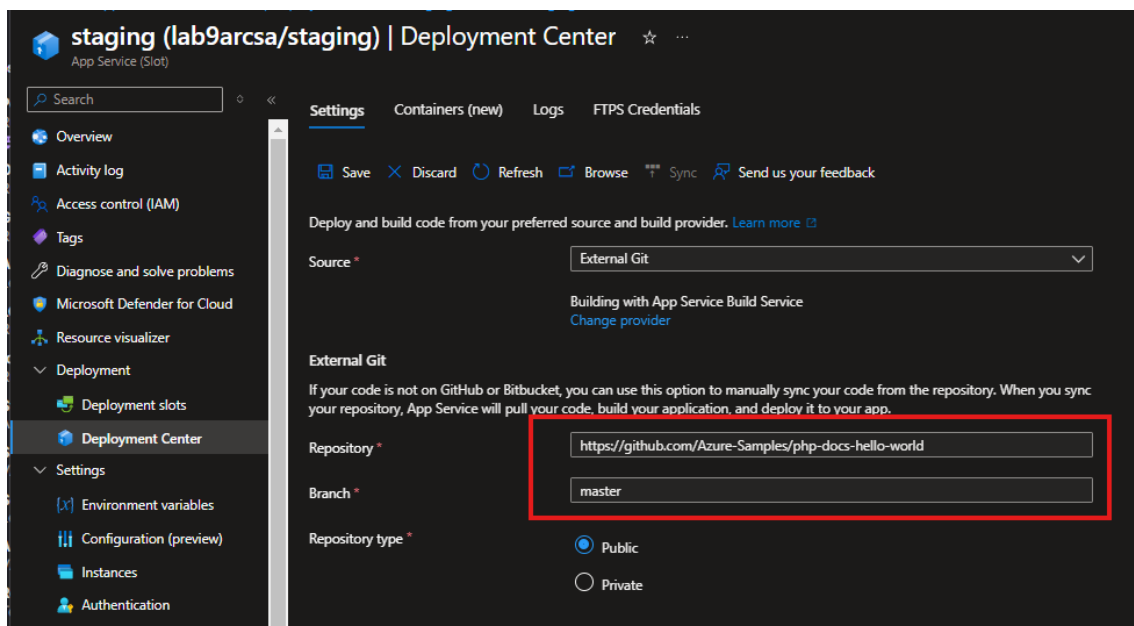 staging (lab9arcsa/staging) | Deployment Center
App Service (Slot)
Search
Overview
Activity log
Access control (IAM)
Tags
Diagnose and solve problems
Microsoft Defender for Cloud
Resource visualizer
Deployment
Deployment slots
Deployment Center
Settings
Environment variables
Configuration (preview)
Instances
Authentication
Settings Containers (new) Logs FTPS Credentials
Save Discard Refresh Browse Sync Send us your feedback
Deploy and build code from your preferred source and build provider. Learn more
Source * External Git
Building with App Service Build Service
Change provider
External Git
If your code is not on GitHub or Bitbucket, you can use this option to manually sync your code from the repository. When you sync
your repository, App Service will pull your code, build your application, and deploy it to your app.
Repository * https://github.com/Azure-Samples/php-docs-hello-world
Branch * master
Repository type * Public
Private